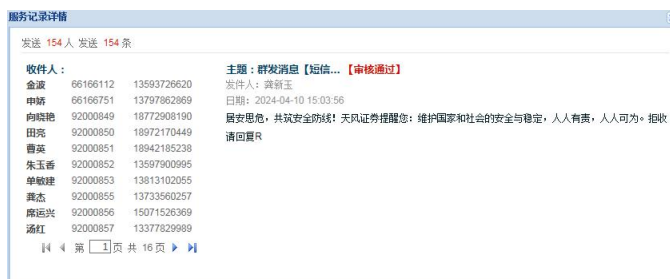 服务记录详情
发送 154 人 发送 154 条
收件人：
金波 66166112 13593726620
申娇 66166751 13797862869
向晓艳 92000849 18772908190
田亮 92000850 18972170449
曹英 92000851 18942185238
朱玉香 92000852 13597900995
单敏建 92000853 13813102055
龚杰 92000855 13733560257
席运兴 92000856 15071526369
汤红 92000857 13377829989
第 1 页 共 16 页
主题：群发消息【短信... 【审核通过】
发件人：龚新玉
日期：2024-04-10 15:03:56
居安思危，共筑安全防线！天风证券提醒您：维护国家和社会的安全与稳定，人人有责，人人可为。拒收
请回复R